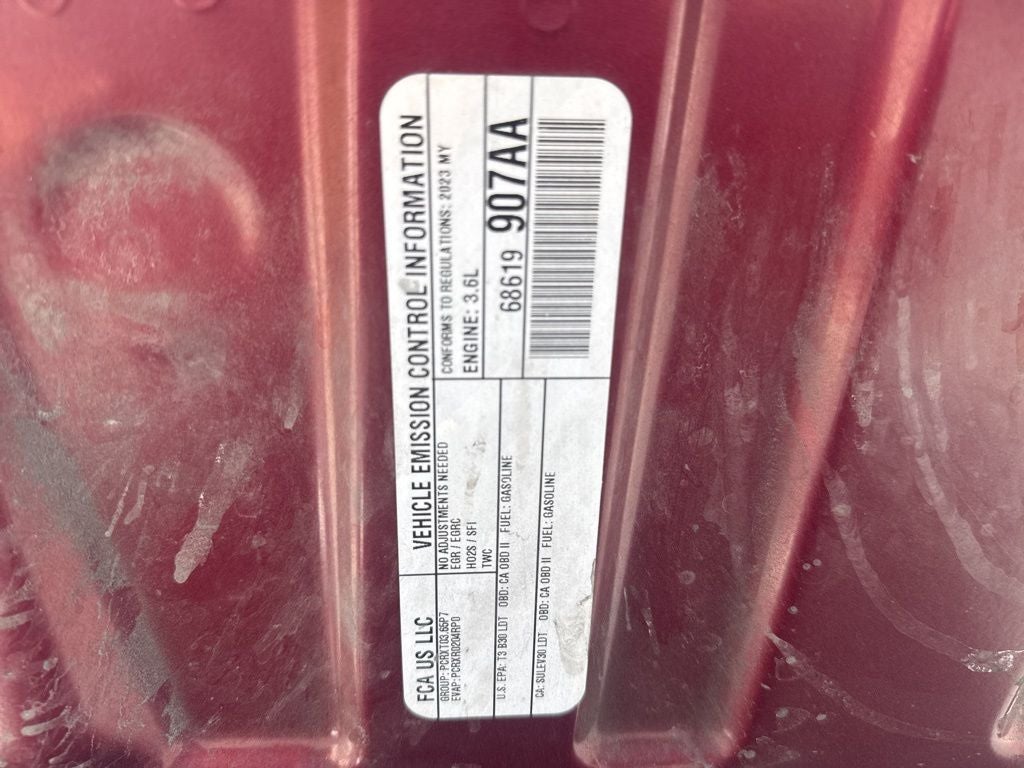 FCA US LLC
VEHICLE EMISSION CONTROL INFORMATION
GROUP: PCRXT03.65P7
EVAP: PCRXR0204RP0
NO ADJUSTMENTS NEEDED
EGR / EGRC
HO2S / SFI
TWC
CONFORMS TO REGULATIONS: 2023 MY
ENGINE: 3.6L
68619 907AA
U.S. EPA: T3 B30 LDT OBD: CA OBD II FUEL: GASOLINE
CA: SULEV30 LDT OBD: CA OBD II FUEL: GASOLINE